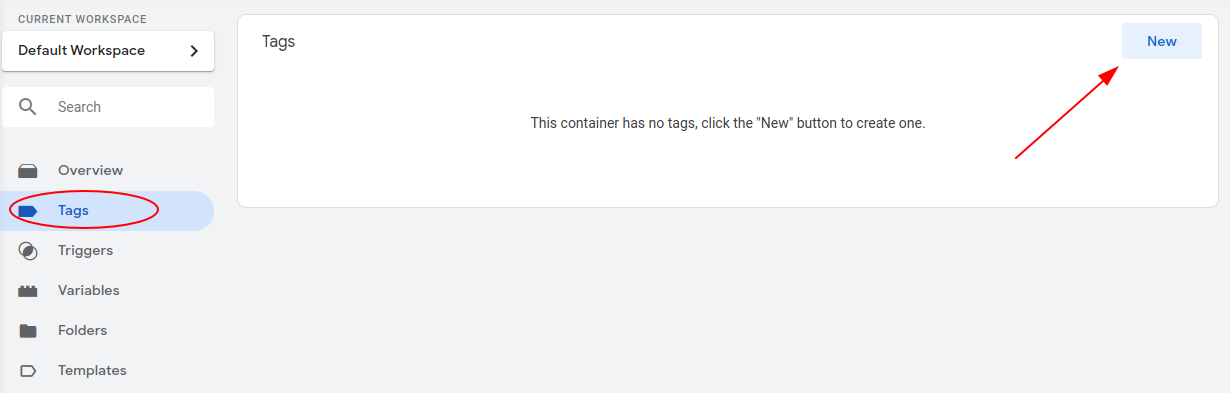 CURRENT WORKSPACE
Default Workspace
Search
Overview
Tags
Triggers
Variables
Folders
Templates
Tags
New
This container has no tags, click the "New" button to create one.